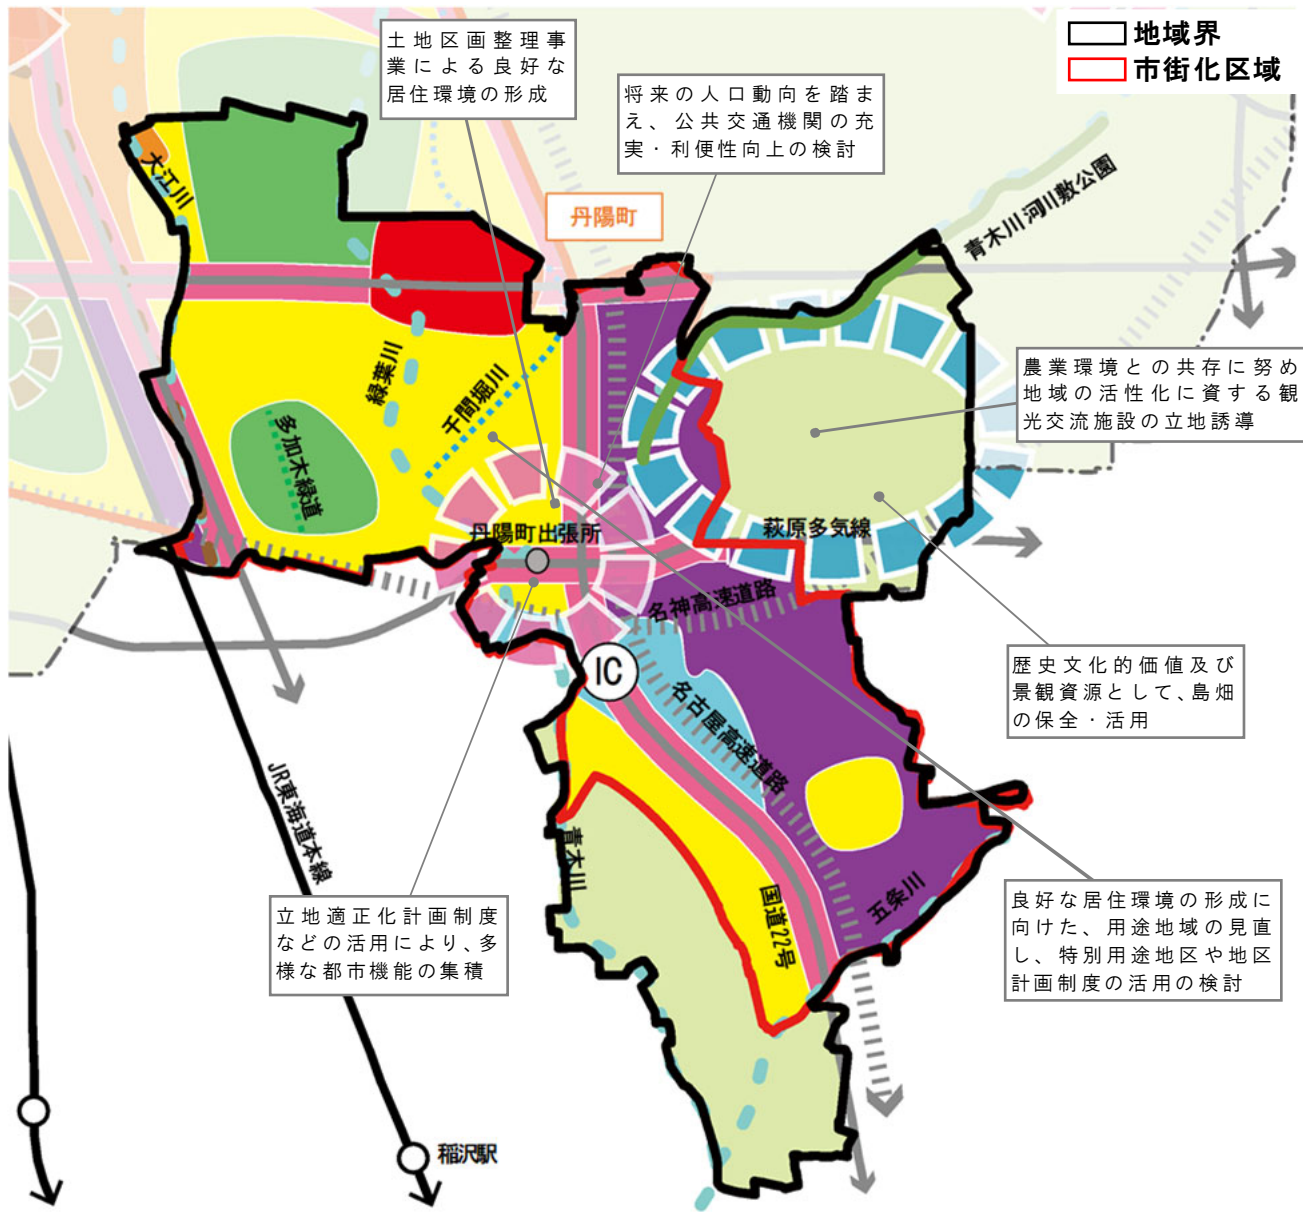 地域界
市街化区域
土地区画整理事
業による良好な
居住環境の形成
将来の人口動向を踏ま
え、公共交通機関の充
実・利便性向上の検討
丹陽町
大江川
青木川河川敷公園
緑葉川
千間堀川
多加木緑道
農業環境との共存に努め
地域の活性化に資する観
光交流施設の立地誘導
丹陽町出張所
萩原多気線
名神高速道路
IC
名古屋高速道路
歴史文化的価値及び
景観資源として、島畑
の保全・活用
JR東海道本線
青木川
国道22号
五条川
立地適正化計画制度
などの活用により、多
様な都市機能の集積
良好な居住環境の形成に
向けた、用途地域の見直
し、特別用途地区や地区
計画制度の活用の検討
稲沢駅